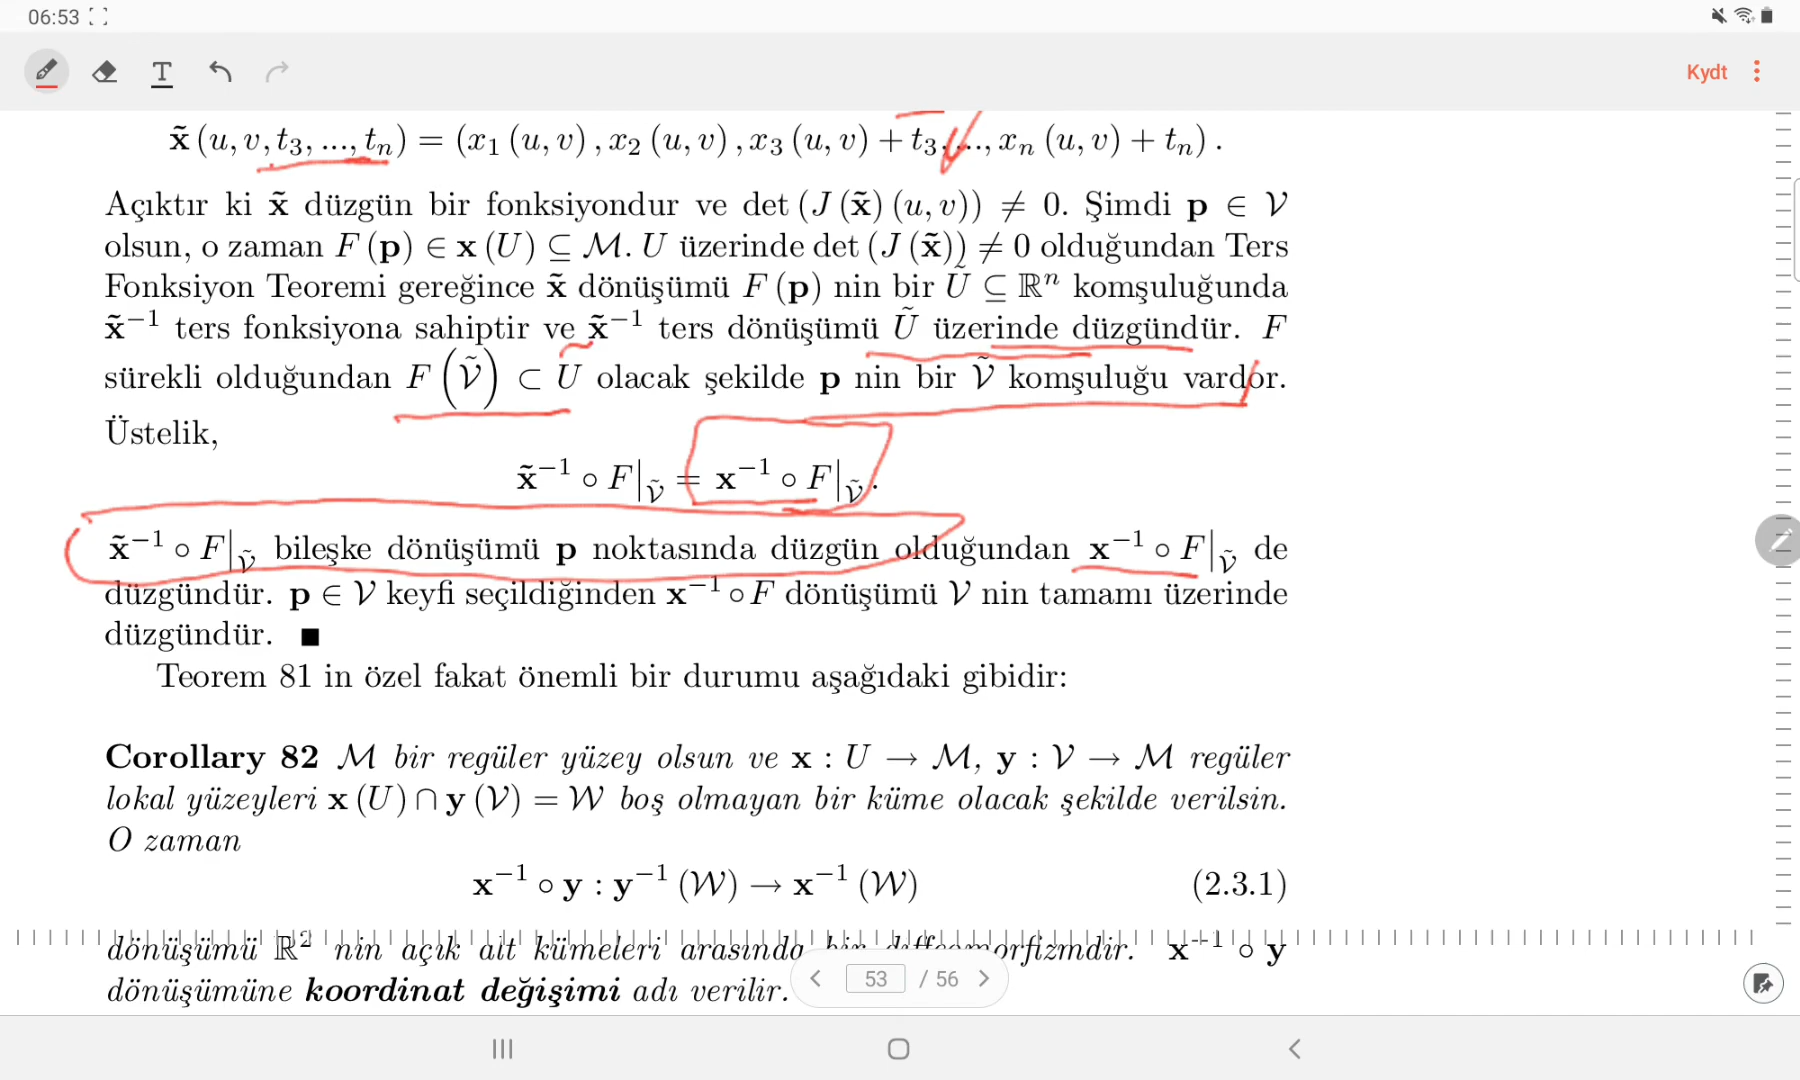 06:53
Kydt
x̃ (u, v, t₃, ..., tₙ) = (x₁ (u, v) , x₂ (u, v) , x₃ (u, v) + t₃, ..., xₙ (u, v) + tₙ) .
Açıktır ki x̃ düzgün bir fonksiyondur ve det (J (x̃) (u, v)) ≠ 0. Şimdi p ∈ 𝒱
olsun, o zaman F (p) ∈ x (U) ⊆ ℳ. U üzerinde det (J (x̃)) ≠ 0 olduğundan Ters
Fonksiyon Teoremi gereğince x̃ dönüşümü F (p) nin bir Ũ ⊆ ℝⁿ komşuluğunda
x̃⁻¹ ters fonksiyona sahiptir ve x̃⁻¹ ters dönüşümü Ũ üzerinde düzgündür. F
sürekli olduğundan F (𝒱̃) ⊂ U olacak şekilde p nin bir 𝒱̃ komşuluğu vardor.
Üstelik,
x̃⁻¹ ∘ F|𝒱̃ = x⁻¹ ∘ F|𝒱̃.
x̃⁻¹ ∘ F|𝒱̃ bileşke dönüşümü p noktasında düzgün olduğundan x⁻¹ ∘ F|𝒱̃ de
düzgündür. p ∈ 𝒱 keyfi seçildiğinden x⁻¹ ∘ F dönüşümü 𝒱 nin tamamı üzerinde
düzgündür. ■
Teorem 81 in özel fakat önemli bir durumu aşağıdaki gibidir:
Corollary 82 ℳ bir regüler yüzey olsun ve x : U → ℳ, y : 𝒱 → ℳ regüler
lokal yüzeyleri x (U) ∩ y (𝒱) = 𝒲 boş olmayan bir küme olacak şekilde verilsin.
O zaman
x⁻¹ ∘ y : y⁻¹ (𝒲) → x⁻¹ (𝒲) (2.3.1)
dönüşümü ℝ² nin açık alt kümeleri arasında bir diffeomorfizmdir. x⁻¹ ∘ y
dönüşümüne koordinat değişimi adı verilir.
53 / 56